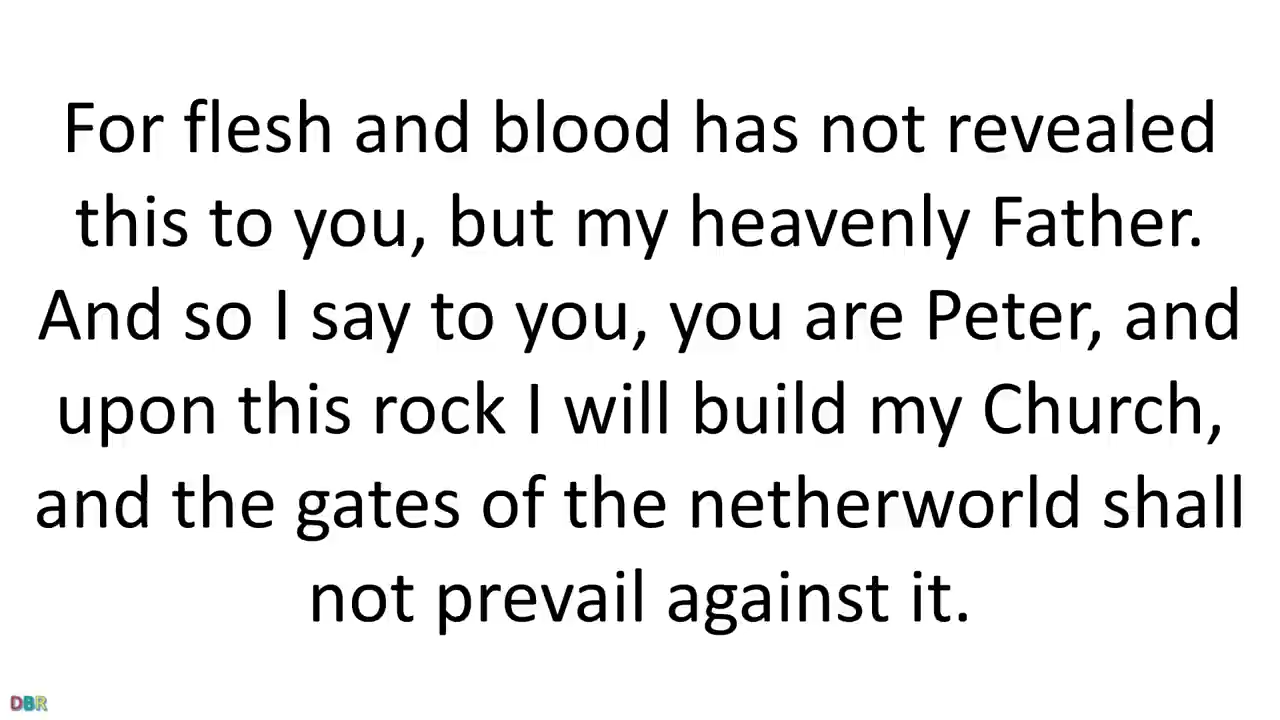 For flesh and blood has not revealed
this to you, but my heavenly Father.
And so I say to you, you are Peter, and
upon this rock I will build my Church,
and the gates of the netherworld shall
not prevail against it.
DBR